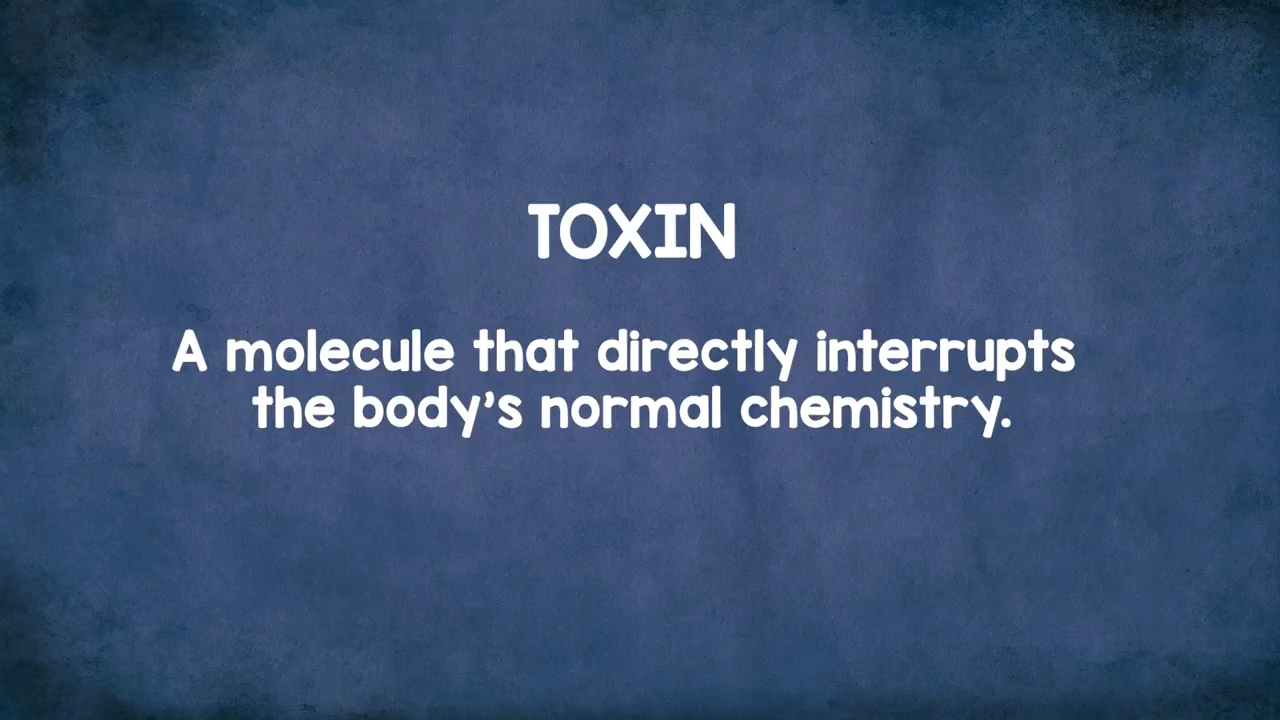 TOXIN
A molecule that directly interrupts
the body’s normal chemistry.